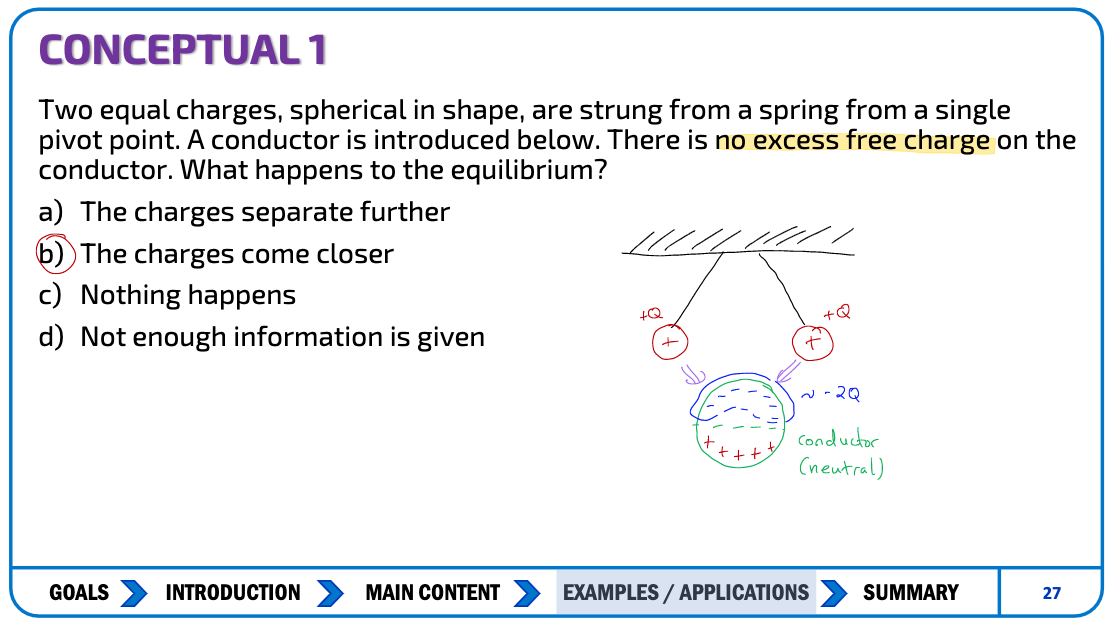 CONCEPTUAL 1
Two equal charges, spherical in shape, are strung from a spring from a single
pivot point. A conductor is introduced below. There is no excess free charge on the
conductor. What happens to the equilibrium?
a) The charges separate further
b) The charges come closer
c) Nothing happens
d) Not enough information is given
+Q +Q
+ +
~ -2Q
conductor
(neutral)
+ + + + +
GOALS INTRODUCTION MAIN CONTENT EXAMPLES / APPLICATIONS SUMMARY 27